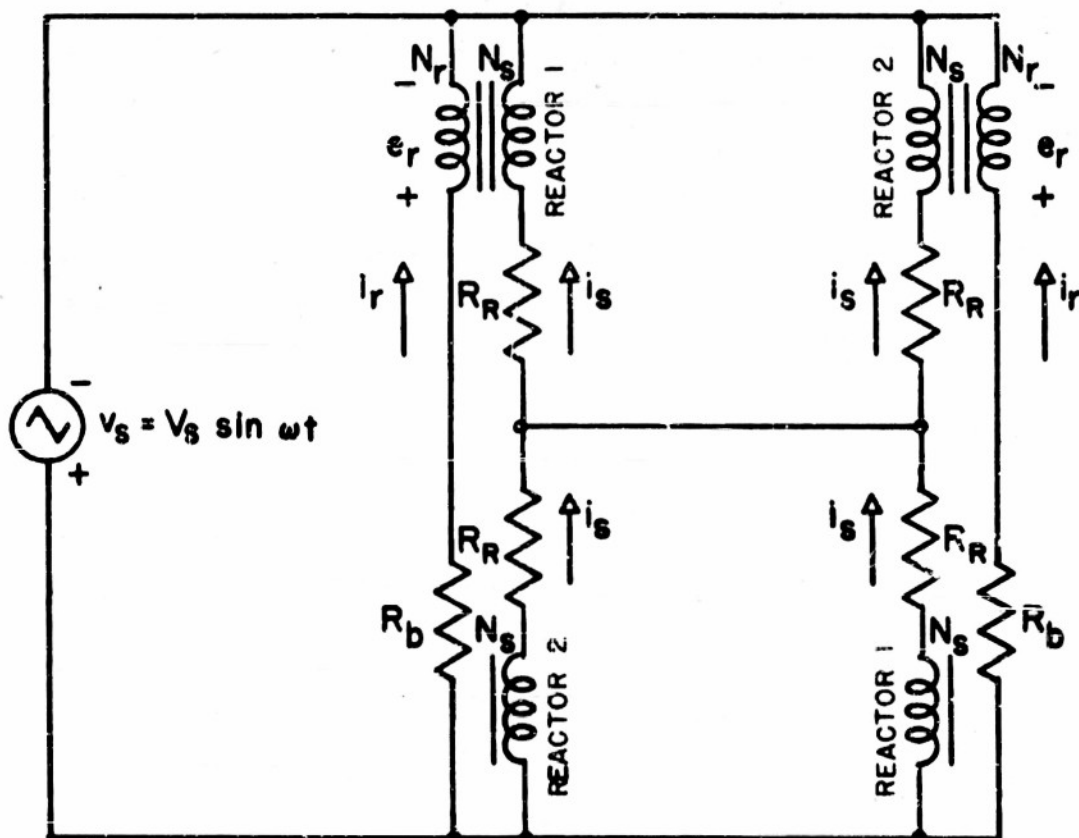 Nr Ns
REACTOR 1
−
er
+
ir
RR
is
REACTOR 2
Ns Nr
−
er
+
is
RR
ir
−
vs = Vs sin ωt
+
RR
is
Rb
Ns
REACTOR 2
is
RR
Ns
REACTOR 1
Rb